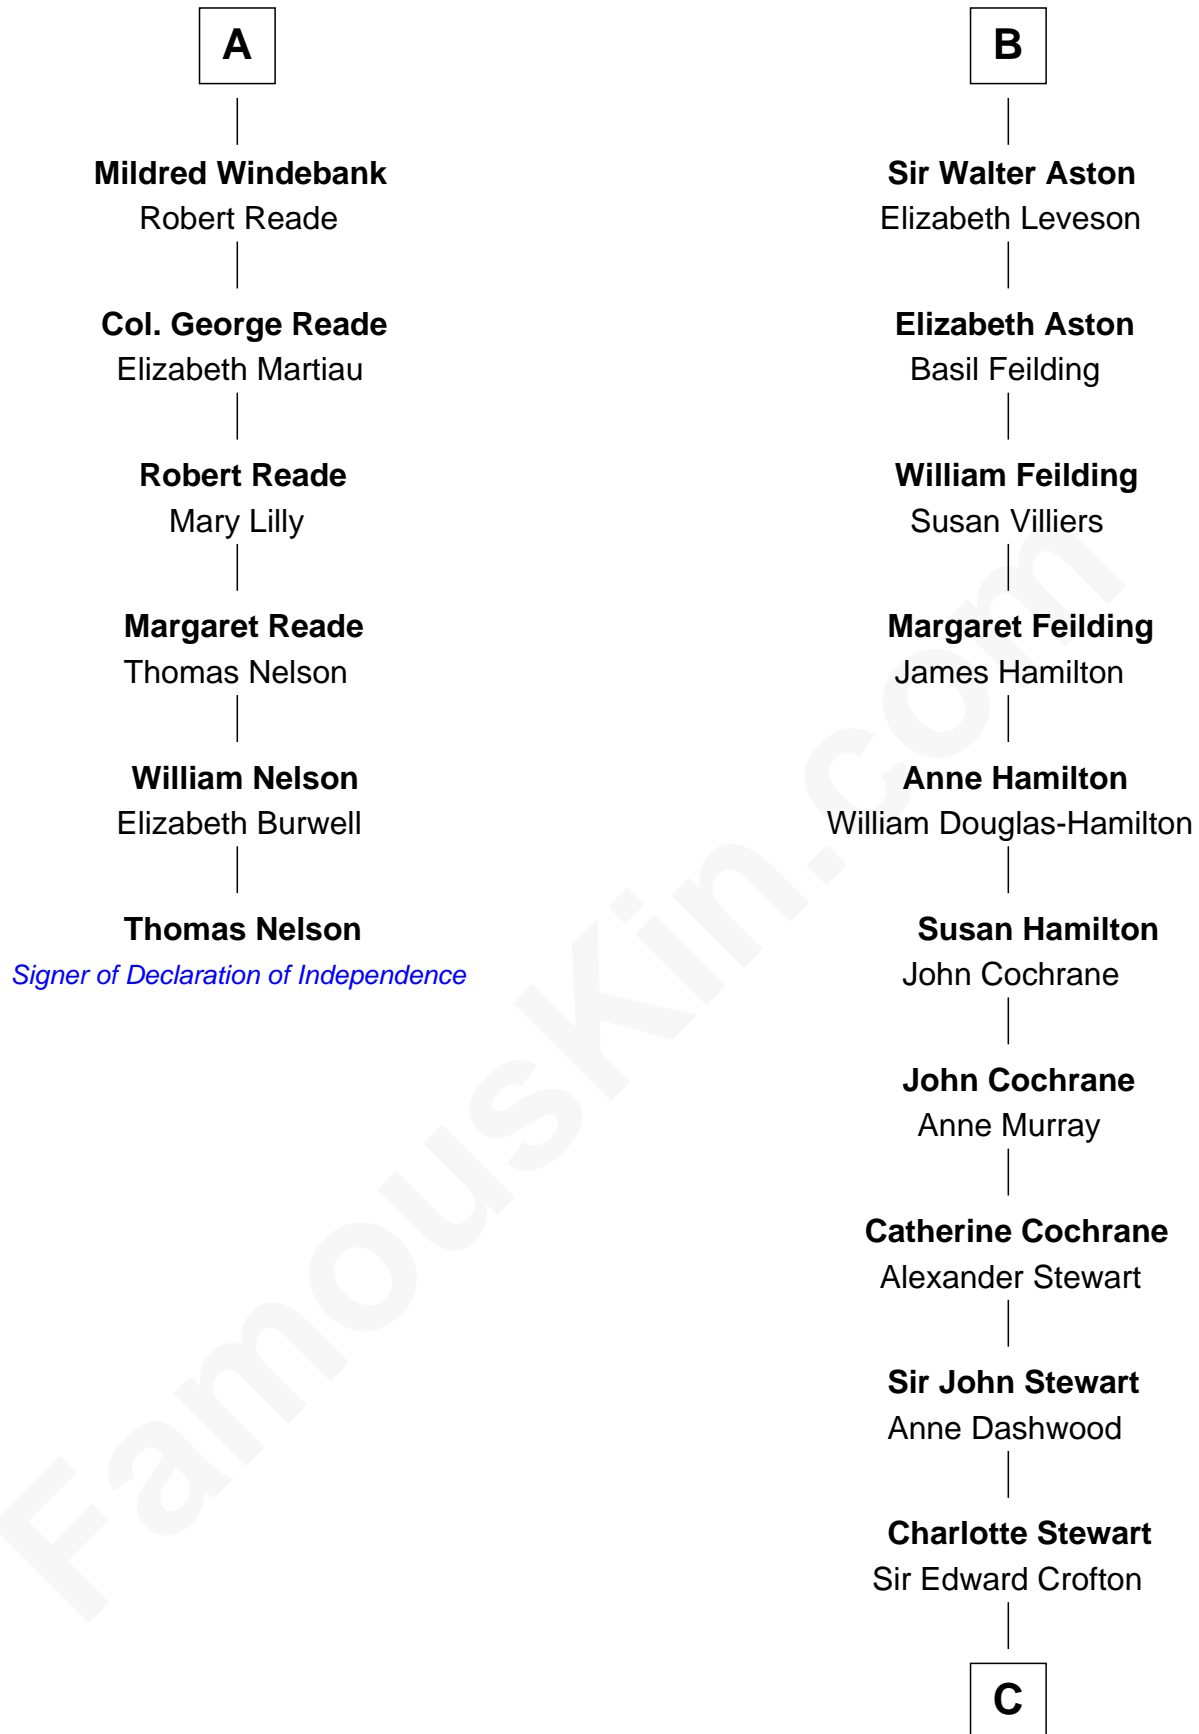 A
Mildred Windebank
Robert Reade
Col. George Reade
Elizabeth Martiau
Robert Reade
Mary Lilly
Margaret Reade
Thomas Nelson
William Nelson
Elizabeth Burwell
Thomas Nelson
Signer of Declaration of Independence
B
Sir Walter Aston
Elizabeth Leveson
Elizabeth Aston
Basil Feilding
William Feilding
Susan Villiers
Margaret Feilding
James Hamilton
Anne Hamilton
William Douglas-Hamilton
Susan Hamilton
John Cochrane
John Cochrane
Anne Murray
Catherine Cochrane
Alexander Stewart
Sir John Stewart
Anne Dashwood
Charlotte Stewart
Sir Edward Crofton
C
FamousKin.com